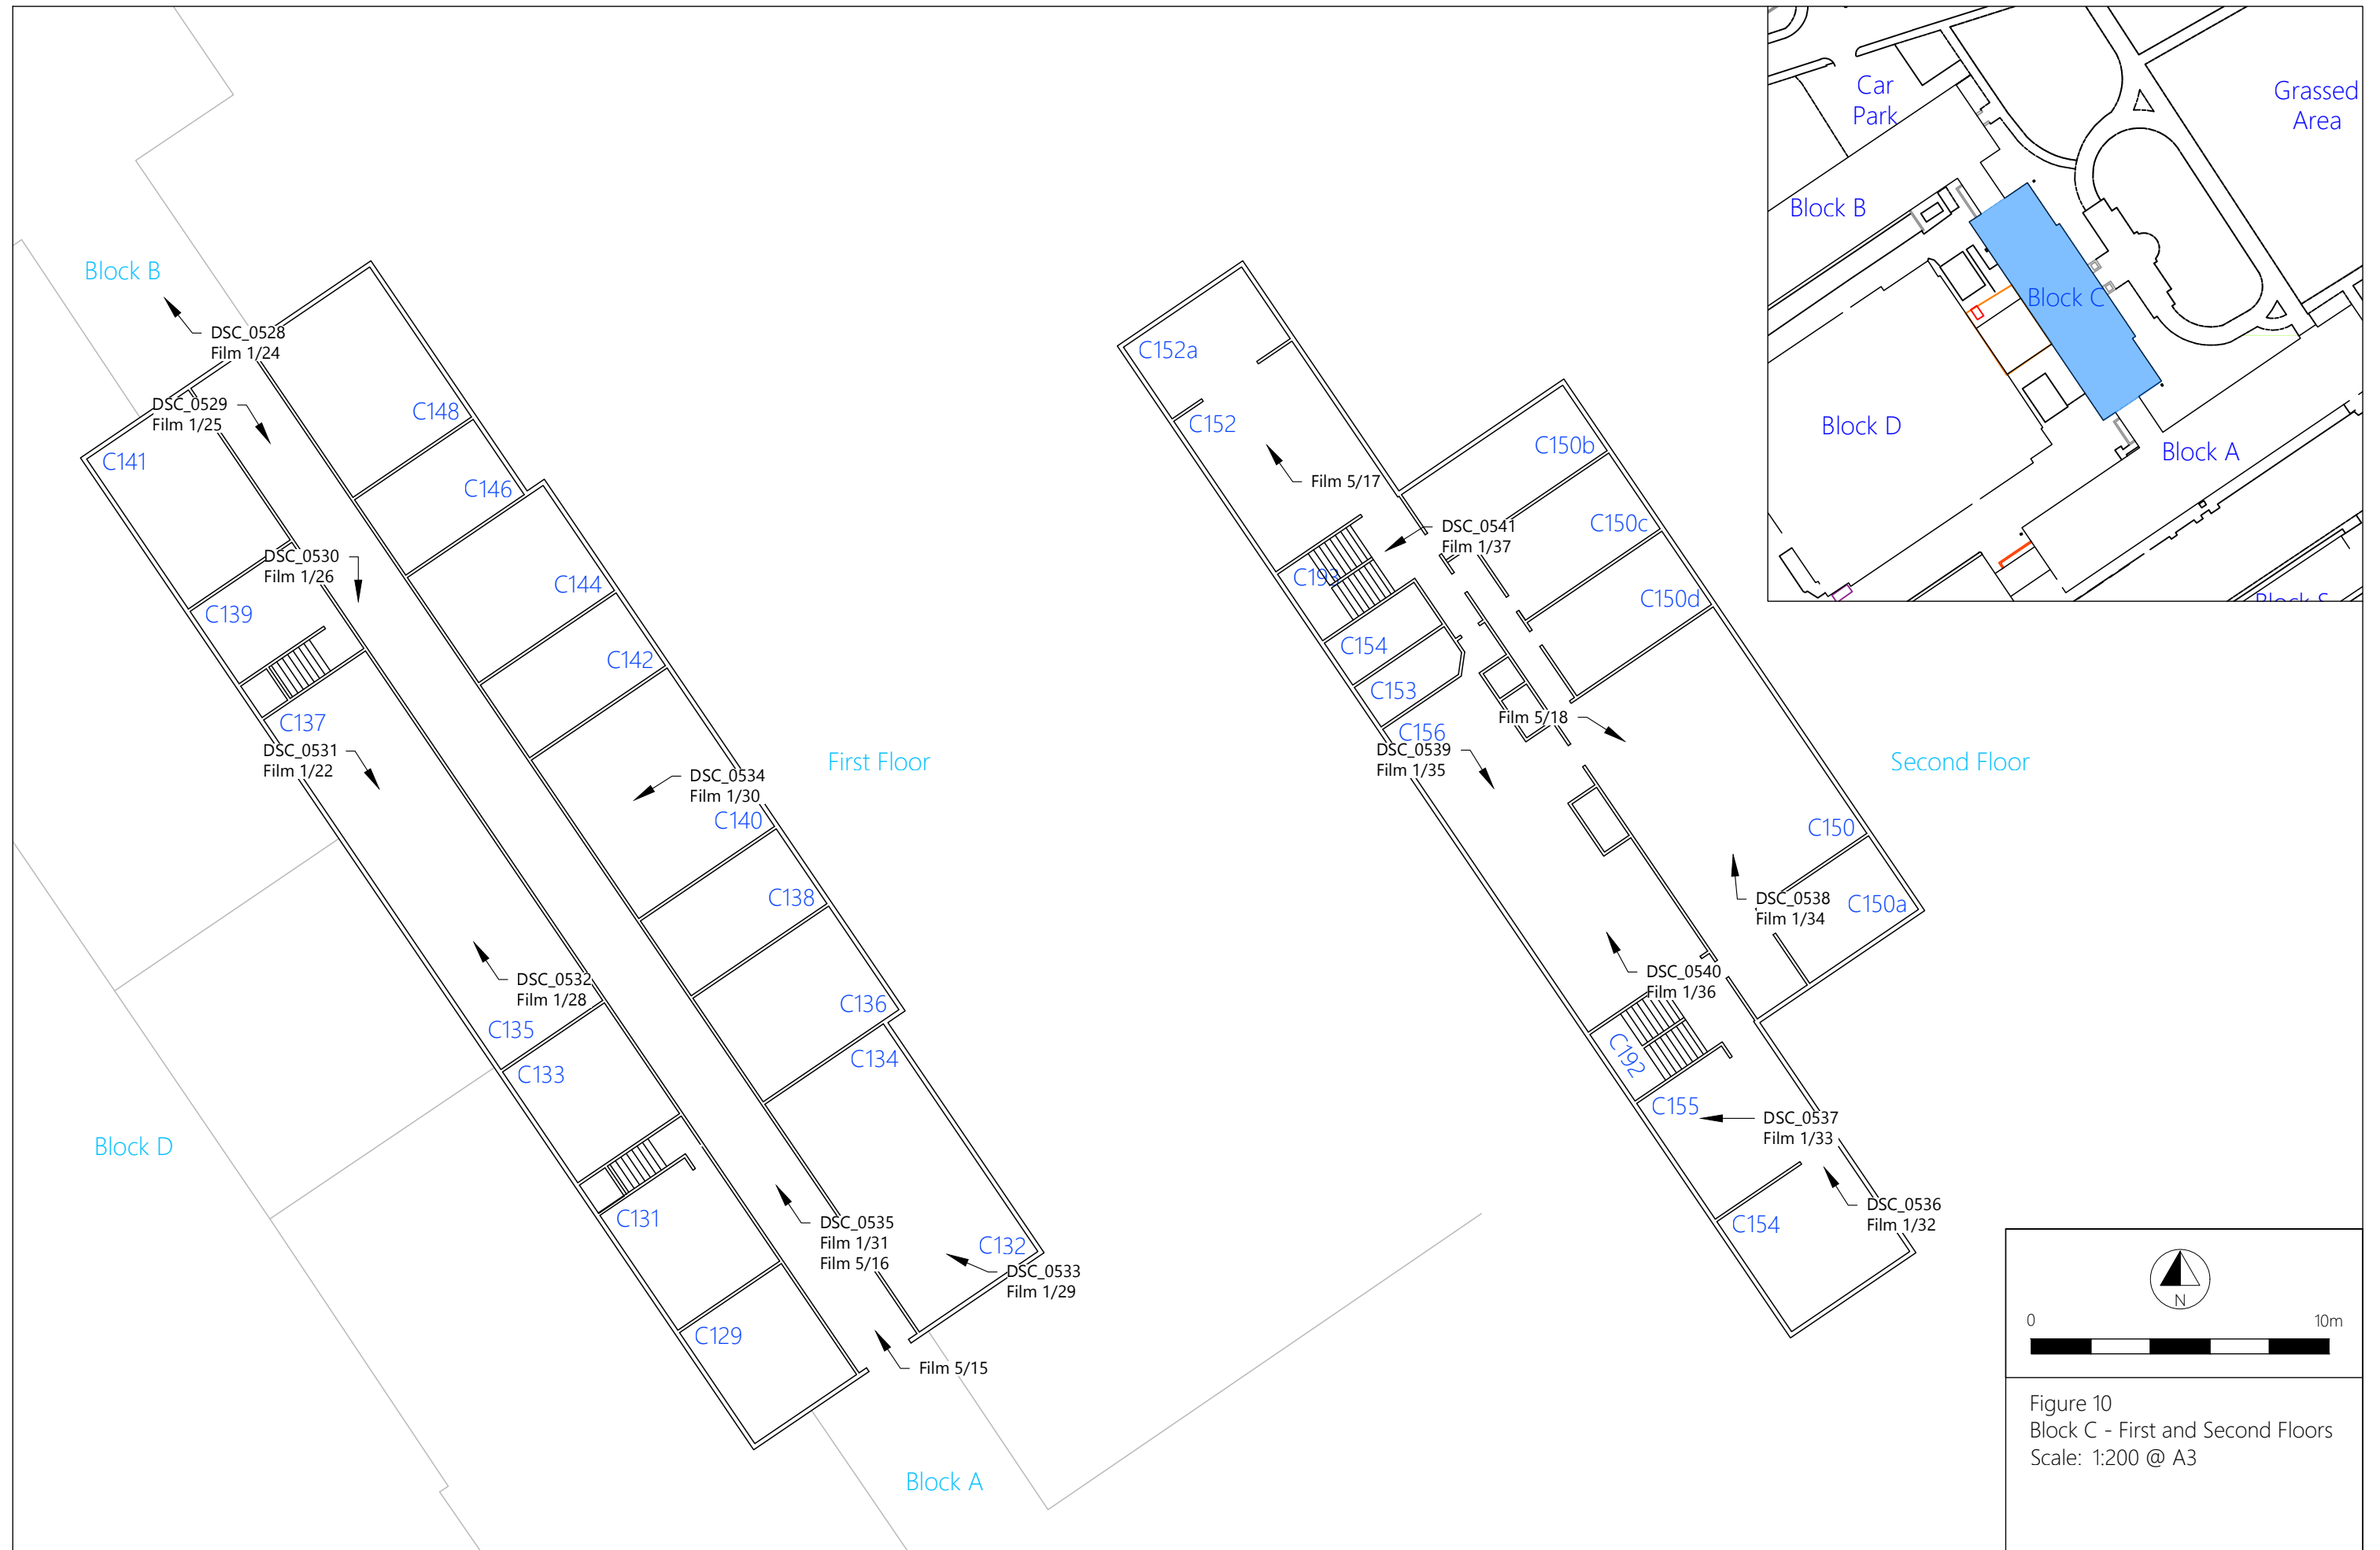 Block B
DSC_0528
Film 1/24
DSC_0529
Film 1/25
C141
C148
C146
DSC_0530
Film 1/26
C139
C144
C142
C137
DSC_0531
Film 1/22
DSC_0534
Film 1/30
C140
First Floor
C138
DSC_0532
Film 1/28
C135
C136
C133
C134
Block D
C131
DSC_0535
Film 1/31
Film 5/16
C132
DSC_0533
Film 1/29
C129
Film 5/15
Block A
C152a
C152
Film 5/17
C150b
DSC_0541
Film 1/37
C150c
C193
C150d
C154
C153
Film 5/18
C156
DSC_0539
Film 1/35
Second Floor
C150
DSC_0538
Film 1/34
C150a
DSC_0540
Film 1/36
C192
C155
DSC_0537
Film 1/33
DSC_0536
Film 1/32
C154
Car
Park
Grassed
Area
Block B
Block C
Block D
Block A
Block S
N
0 10m
Figure 10
Block C - First and Second Floors
Scale: 1:200 @ A3